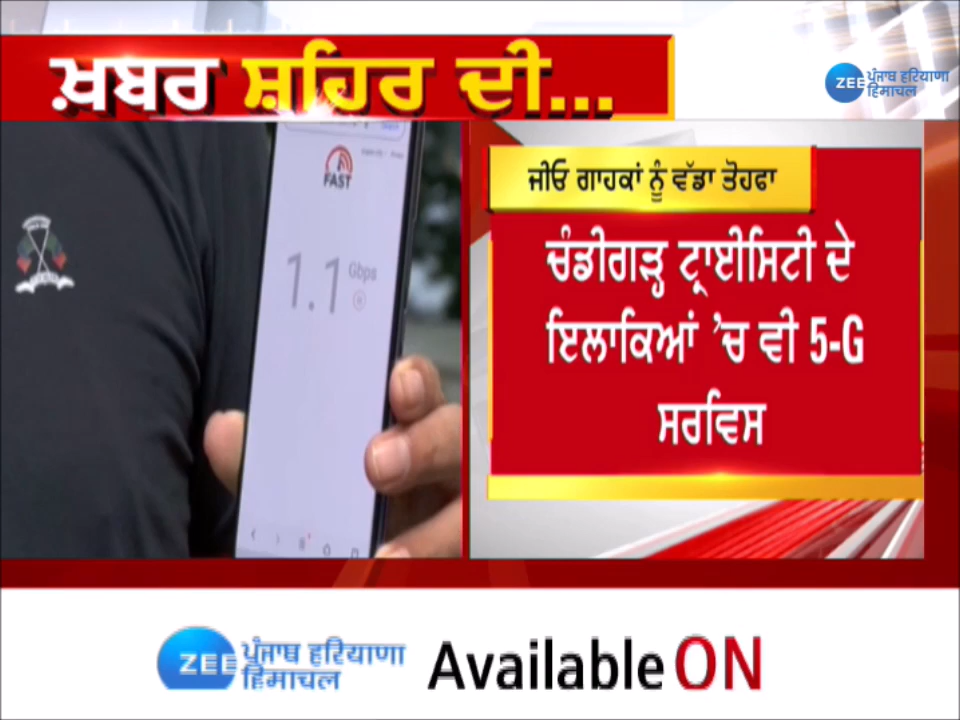 ਖ਼ਬਰ ਸ਼ਹਿਰ ਦੀ...
ZEE ਪੰਜਾਬ ਹਰਿਆਣਾ
ਹਿਮਾਚਲ
FAST
1.1 Gbps
ਜੀਓ ਗਾਹਕਾਂ ਨੂੰ ਵੱਡਾ ਤੋਹਫਾ
ਚੰਡੀਗੜ੍ਹ ਟ੍ਰਾਈਸਿਟੀ ਦੇ
ਇਲਾਕਿਆਂ 'ਚ ਵੀ 5-G
ਸਰਵਿਸ
ZEE ਪੰਜਾਬ ਹਰਿਆਣਾ
ਹਿਮਾਚਲ
Available ON